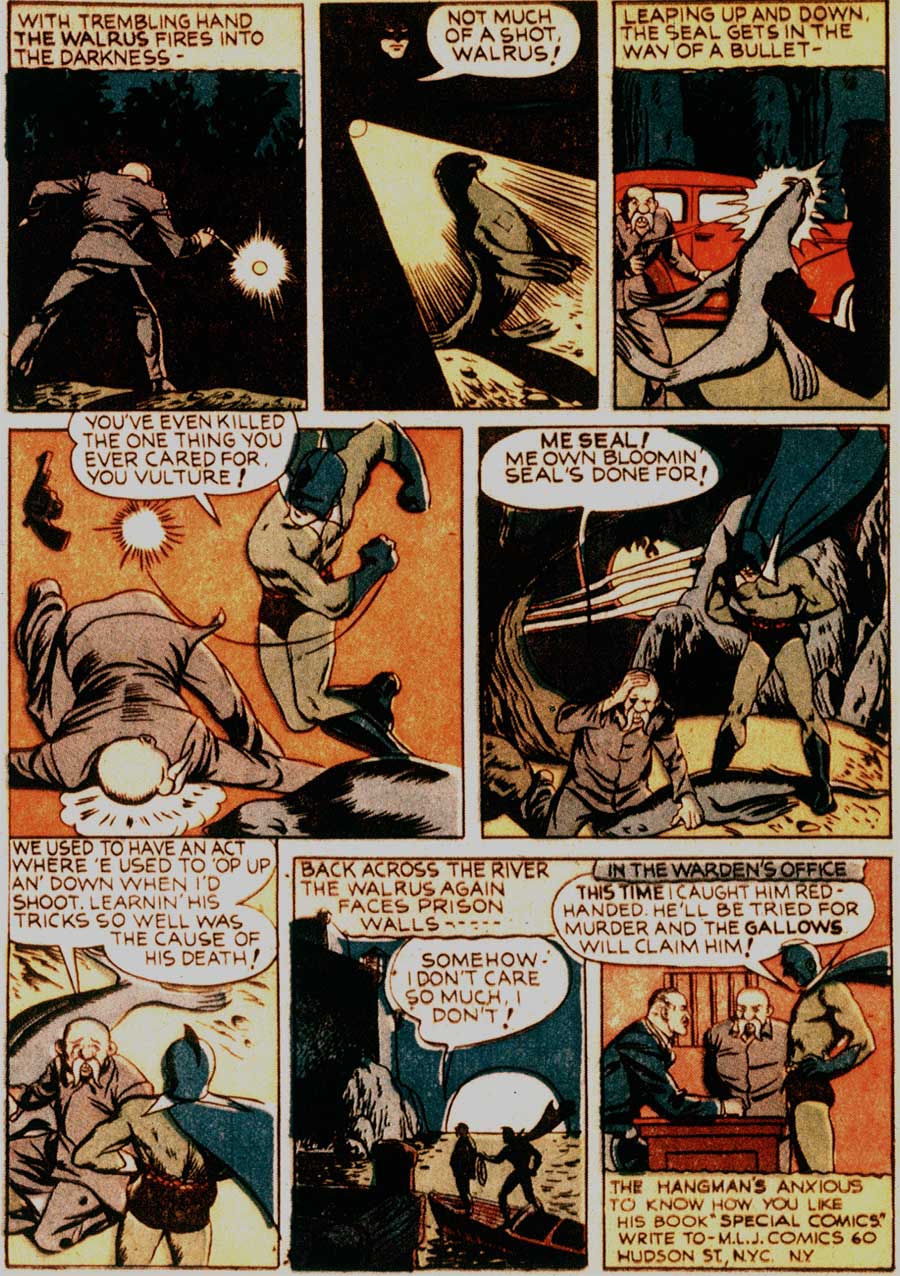 WITH TREMBLING HAND
THE WALRUS FIRES INTO
THE DARKNESS-
NOT MUCH
OF A SHOT,
WALRUS!
LEAPING UP AND DOWN,
THE SEAL GETS IN THE
WAY OF A BULLET-
YOU'VE EVEN KILLED
THE ONE THING YOU
EVER CARED FOR,
YOU VULTURE!
ME SEAL!
ME OWN BLOOMIN'
SEAL'S DONE FOR!
WE USED TO HAVE AN ACT
WHERE 'E USED TO 'OP UP
AN' DOWN WHEN I'D
SHOOT. LEARNIN' HIS
TRICKS SO WELL WAS
THE CAUSE OF
HIS DEATH!
BACK ACROSS THE RIVER
THE WALRUS AGAIN
FACES PRISON
WALLS-----
SOMEHOW-
I DON'T CARE
SO MUCH, I
DON'T!
IN THE WARDEN'S OFFICE
THIS TIME I CAUGHT HIM RED-
HANDED. HE'LL BE TRIED FOR
MURDER AND THE GALLOWS
WILL CLAIM HIM!
THE HANGMAN'S ANXIOUS
TO KNOW HOW YOU LIKE
HIS BOOK "SPECIAL COMICS."
WRITE TO-M.L.J. COMICS 60
HUDSON ST, NYC. NY